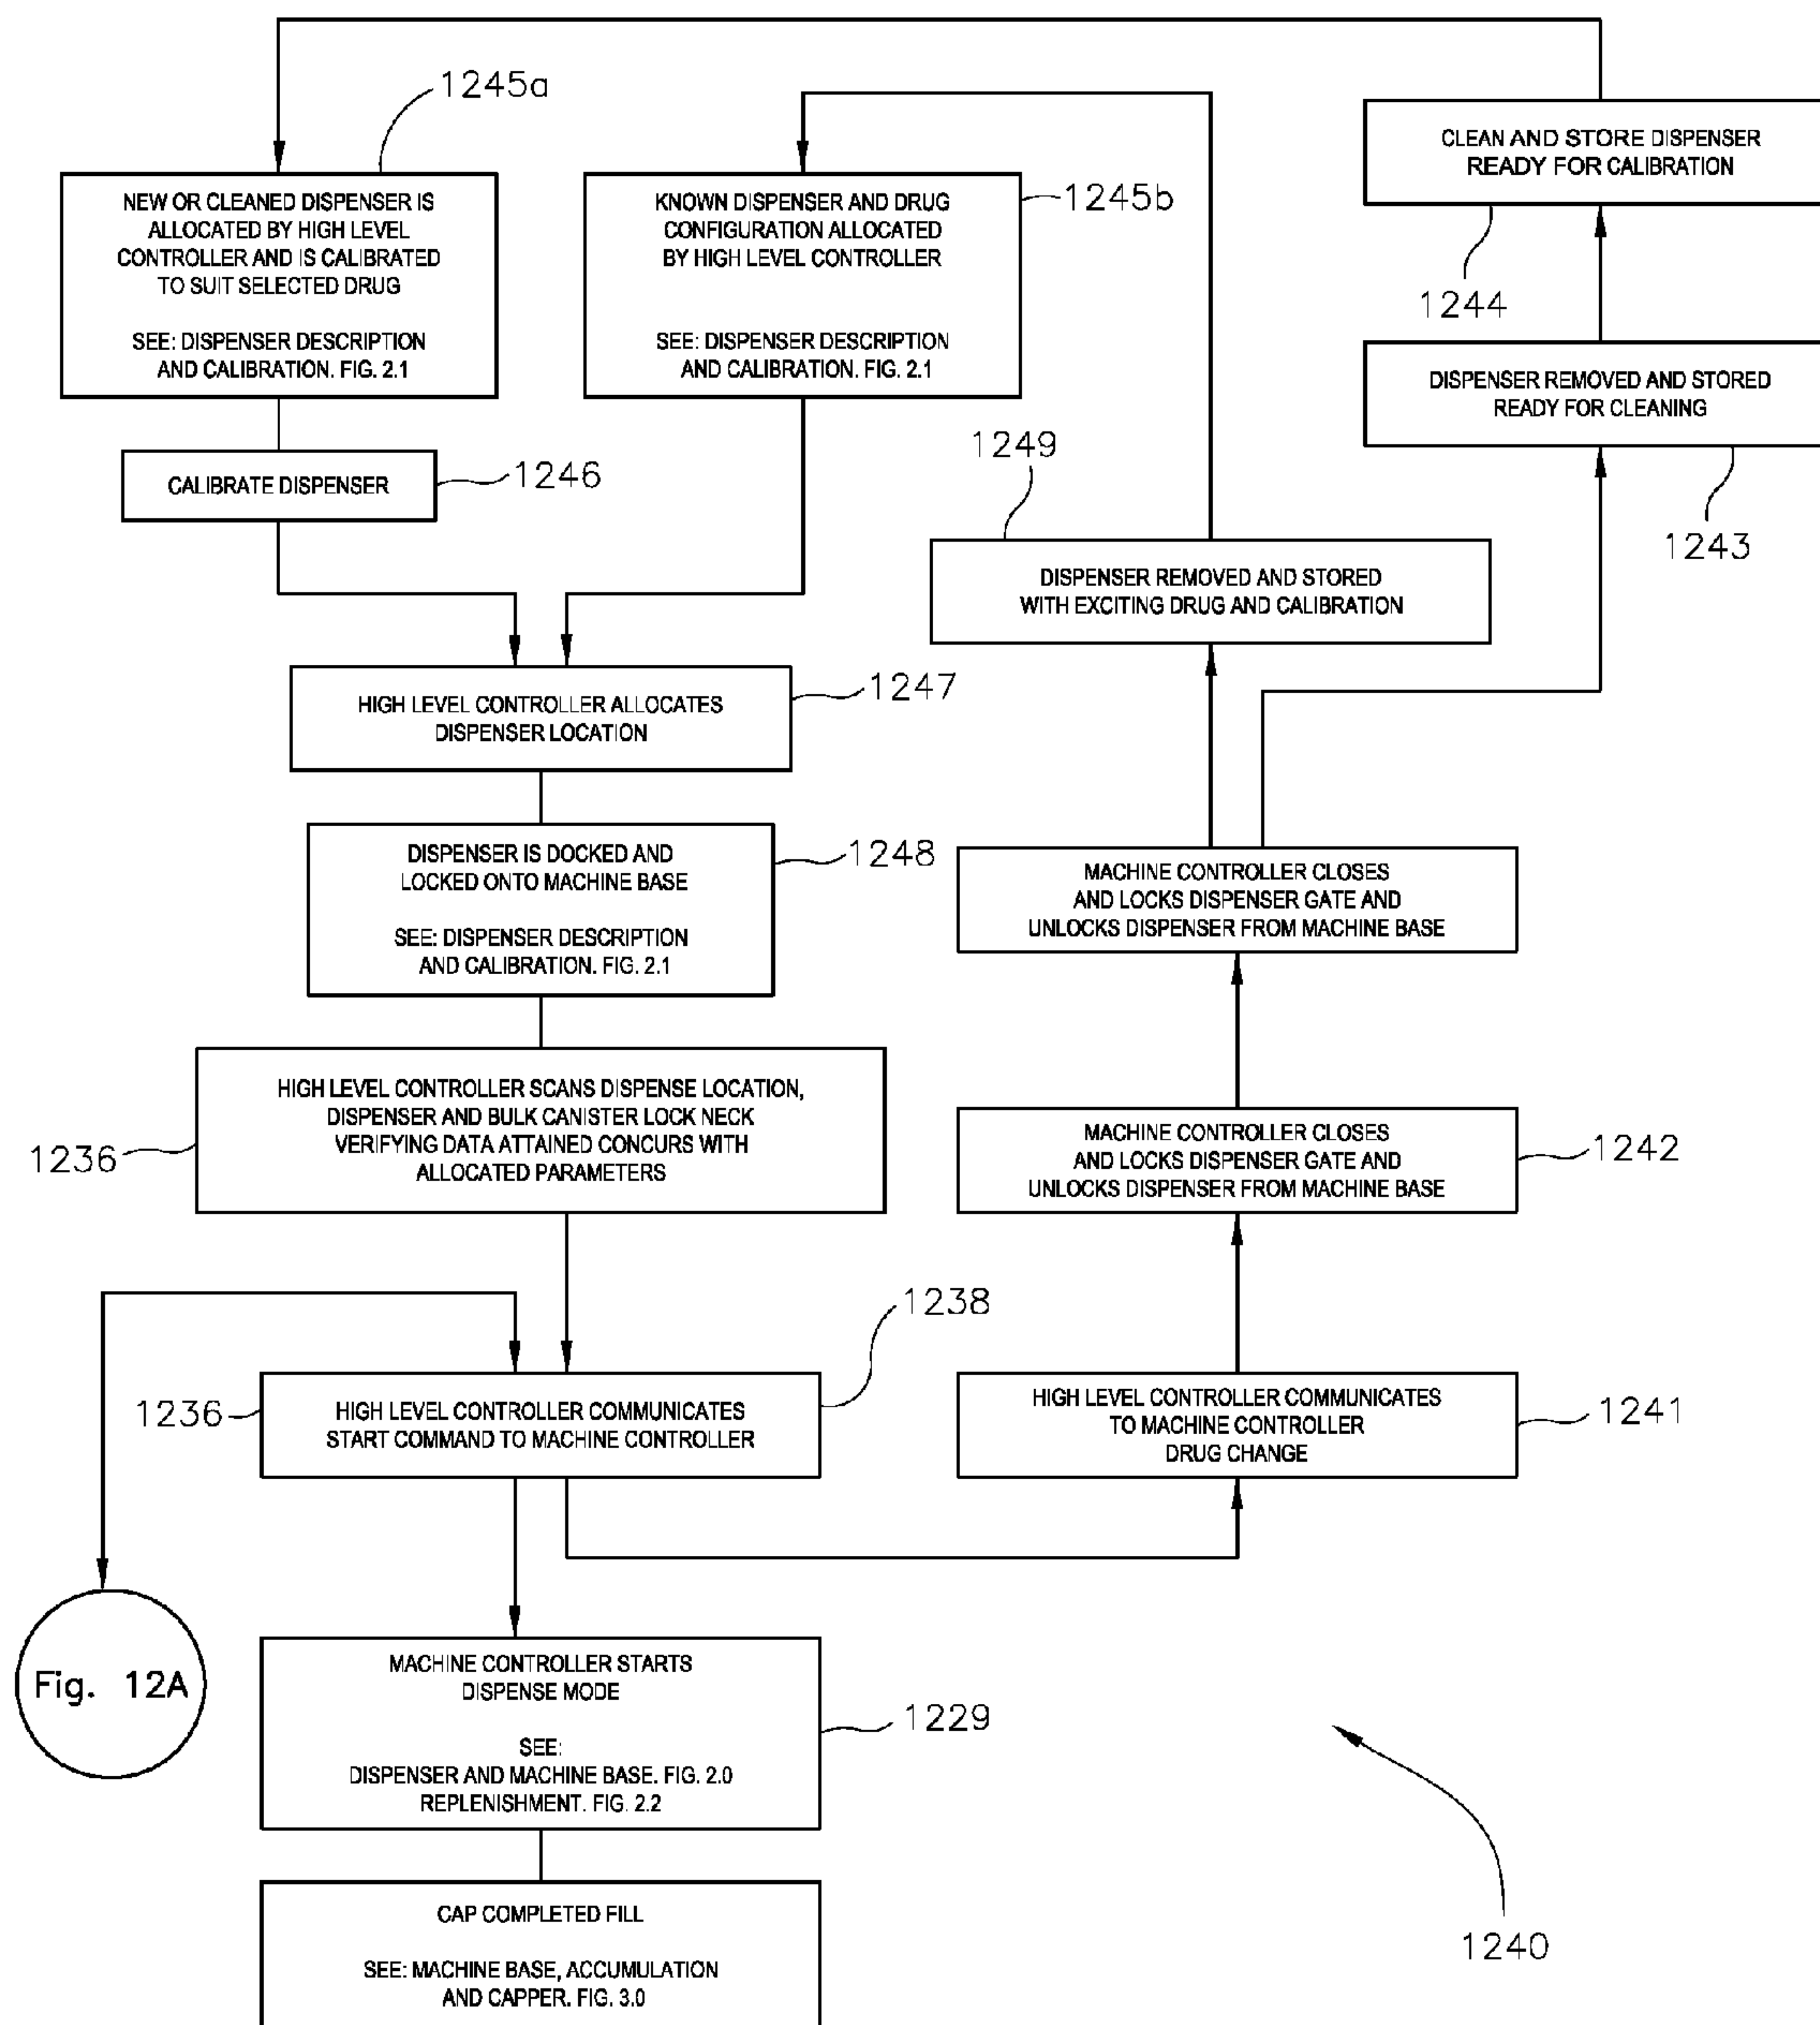 1245a
NEW OR CLEANED DISPENSER IS
ALLOCATED BY HIGH LEVEL
CONTROLLER AND IS CALIBRATED
TO SUIT SELECTED DRUG
SEE: DISPENSER DESCRIPTION
AND CALIBRATION. FIG. 2.1
1245b
KNOWN DISPENSER AND DRUG
CONFIGURATION ALLOCATED
BY HIGH LEVEL CONTROLLER
SEE: DISPENSER DESCRIPTION
AND CALIBRATION. FIG. 2.1
CLEAN AND STORE DISPENSER
READY FOR CALIBRATION
1244
DISPENSER REMOVED AND STORED
READY FOR CLEANING
1243
CALIBRATE DISPENSER
1246
1249
DISPENSER REMOVED AND STORED
WITH EXCITING DRUG AND CALIBRATION
HIGH LEVEL CONTROLLER ALLOCATES
DISPENSER LOCATION
1247
DISPENSER IS DOCKED AND
LOCKED ONTO MACHINE BASE
SEE: DISPENSER DESCRIPTION
AND CALIBRATION. FIG. 2.1
1248
MACHINE CONTROLLER CLOSES
AND LOCKS DISPENSER GATE AND
UNLOCKS DISPENSER FROM MACHINE BASE
HIGH LEVEL CONTROLLER SCANS DISPENSE LOCATION,
DISPENSER AND BULK CANISTER LOCK NECK
VERIFYING DATA ATTAINED CONCURS WITH
ALLOCATED PARAMETERS
1236
MACHINE CONTROLLER CLOSES
AND LOCKS DISPENSER GATE AND
UNLOCKS DISPENSER FROM MACHINE BASE
1242
1238
1236
HIGH LEVEL CONTROLLER COMMUNICATES
START COMMAND TO MACHINE CONTROLLER
HIGH LEVEL CONTROLLER COMMUNICATES
TO MACHINE CONTROLLER
DRUG CHANGE
1241
Fig. 12A
MACHINE CONTROLLER STARTS
DISPENSE MODE
SEE:
DISPENSER AND MACHINE BASE. FIG. 2.0
REPLENISHMENT. FIG. 2.2
1229
CAP COMPLETED FILL
SEE: MACHINE BASE, ACCUMULATION
AND CAPPER. FIG. 3.0
1240